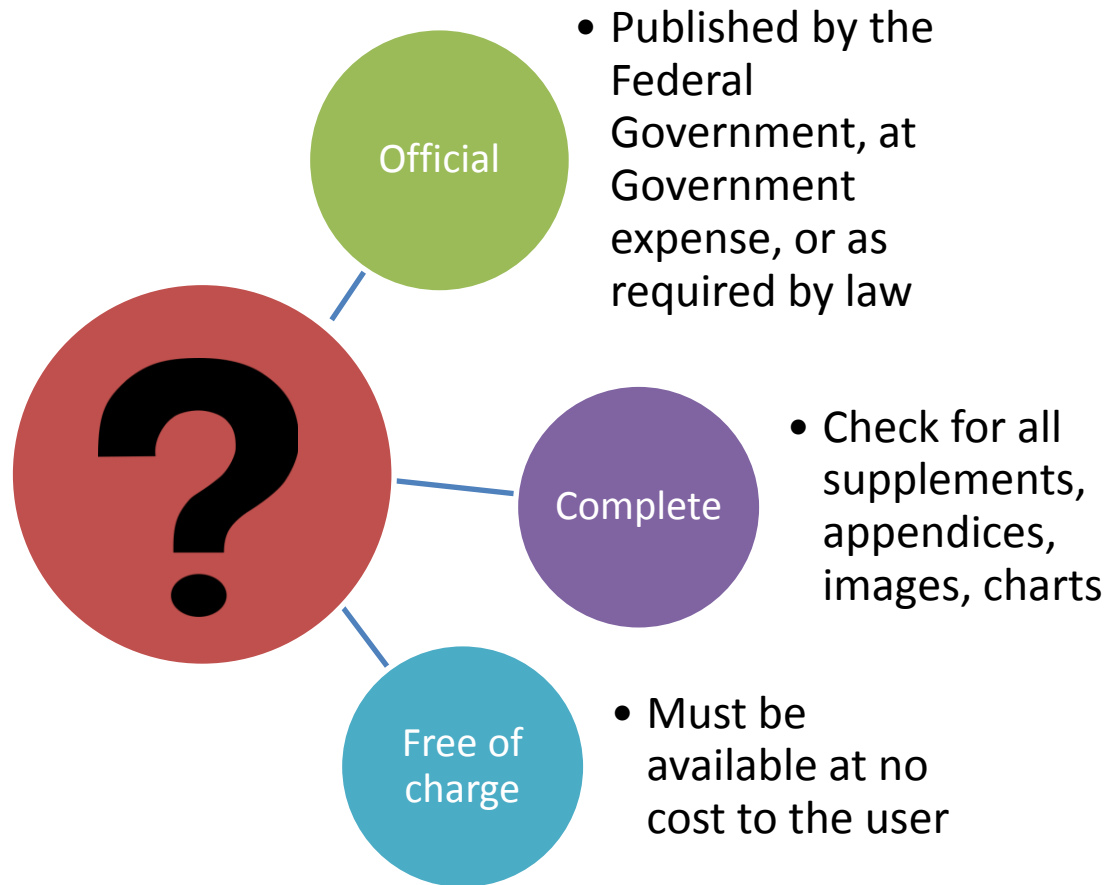 Official
• Published by the
Federal
Government, at
Government
expense, or as
required by law
?
Complete
• Check for all
supplements,
appendices,
images, charts
Free of
charge
• Must be
available at no
cost to the user